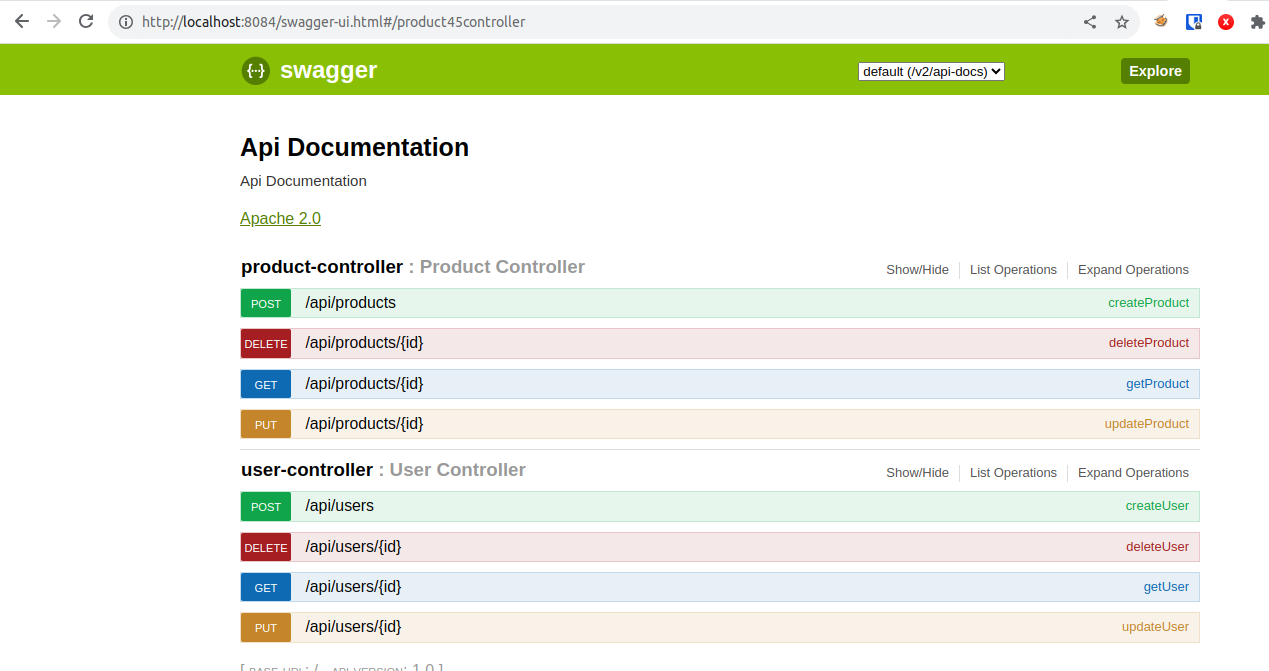 http://localhost:8084/swagger-ui.html#/product45controller
{··} swagger default (/v2/api-docs) Explore
Api Documentation
Api Documentation
Apache 2.0
product-controller : Product Controller Show/Hide List Operations Expand Operations
POST /api/products createProduct
DELETE /api/products/{id} deleteProduct
GET /api/products/{id} getProduct
PUT /api/products/{id} updateProduct
user-controller : User Controller Show/Hide List Operations Expand Operations
POST /api/users createUser
DELETE /api/users/{id} deleteUser
GET /api/users/{id} getUser
PUT /api/users/{id} updateUser
[ BASE URL: / , API VERSION: 1.0 ]